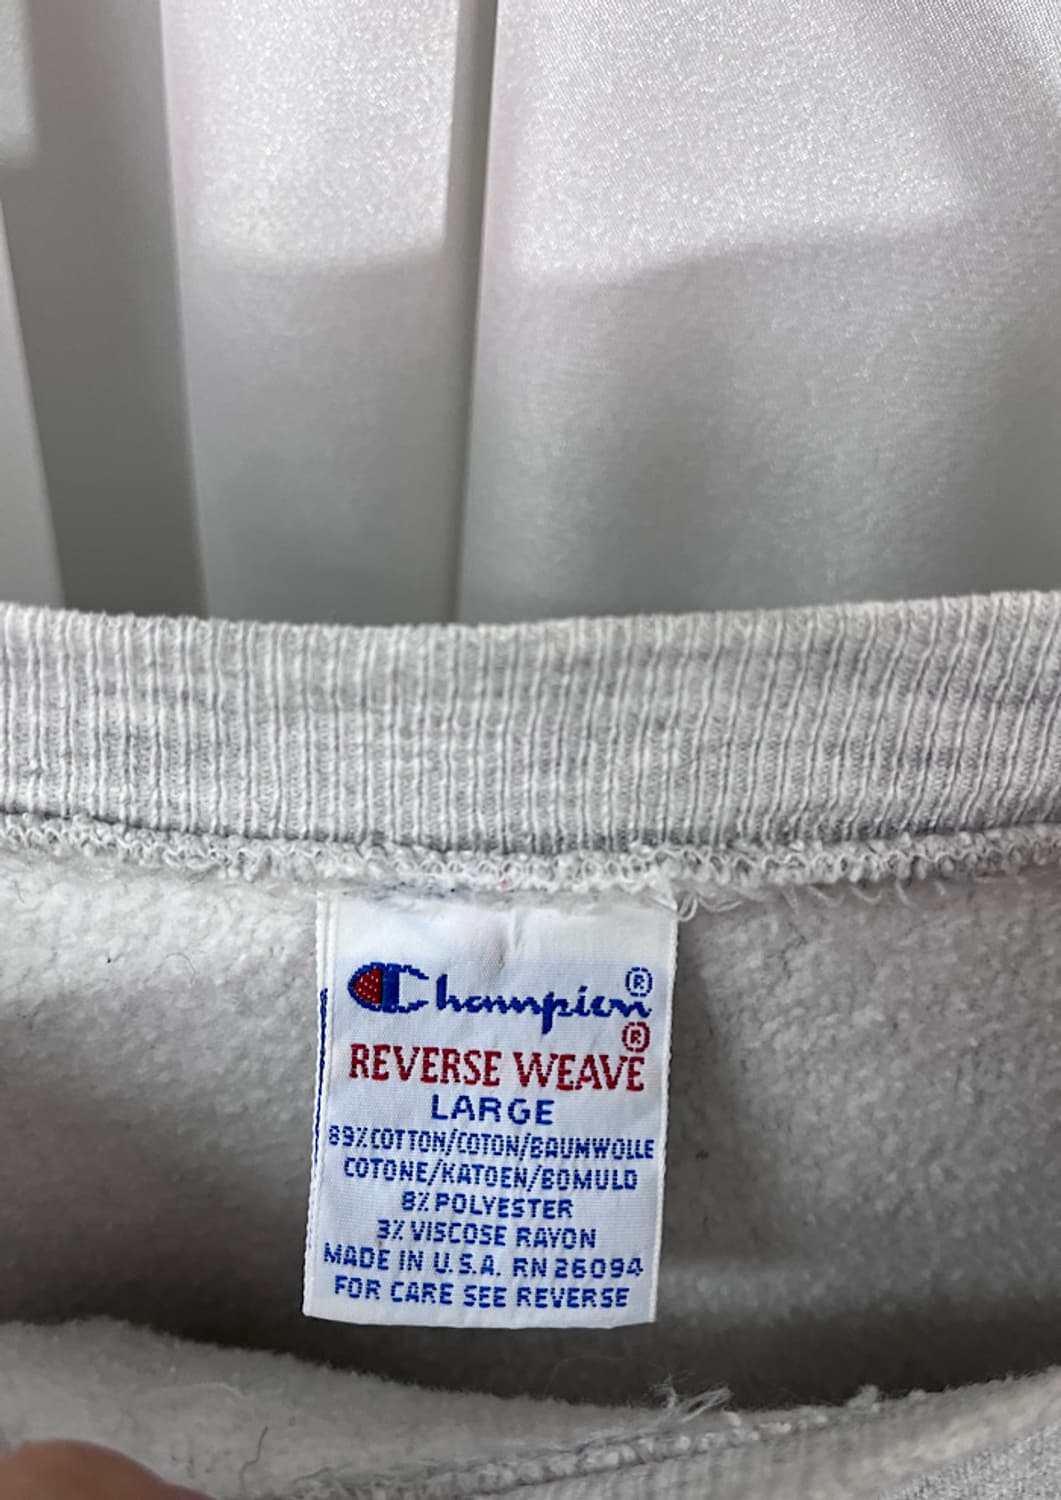 Champion®
®
REVERSE WEAVE
LARGE
89% COTTON/COTON/BAUMWOLLE
COTONE/KATOEN/BOMULD
8% POLYESTER
3% VISCOSE RAYON
MADE IN U.S.A. RN 26094
FOR CARE SEE REVERSE